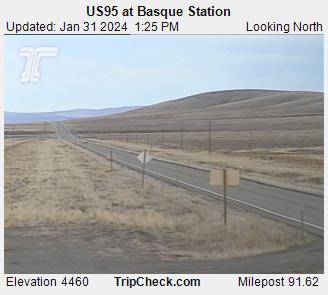 US95 at Basque Station
Updated: Jan 31 2024 1:25 PM Looking North
Elevation 4460 TripCheck.com Milepost 91.62